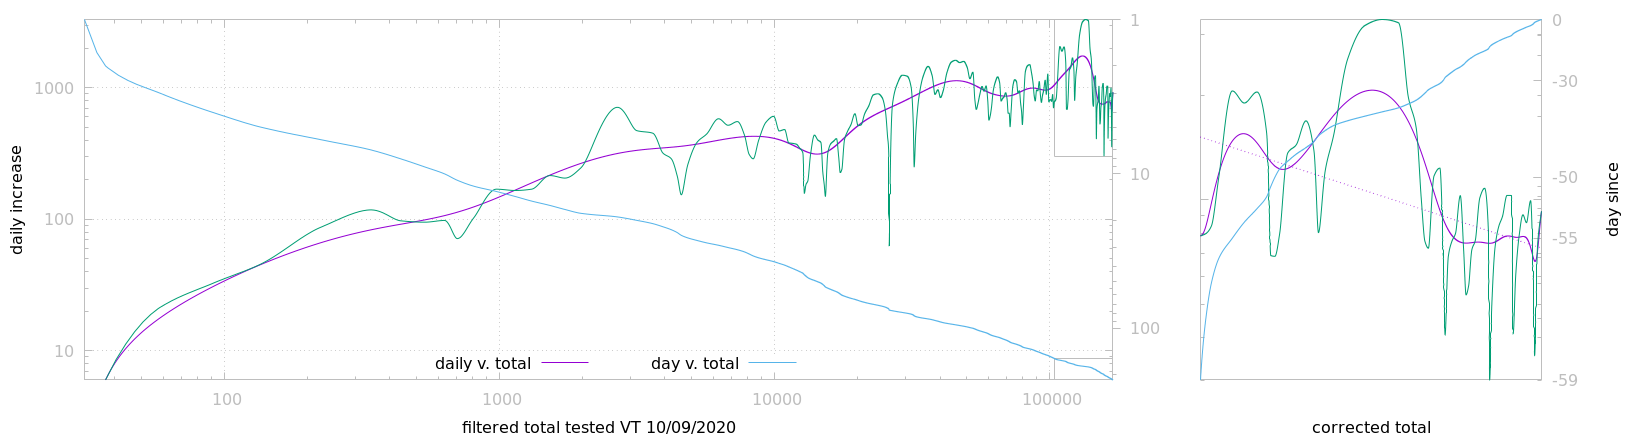 daily increase
1000
100
10
100
1000
10000
100000
filtered total tested VT 10/09/2020
daily v. total
day v. total
1
10
100
0
-30
-50
-55
-59
day since
corrected total